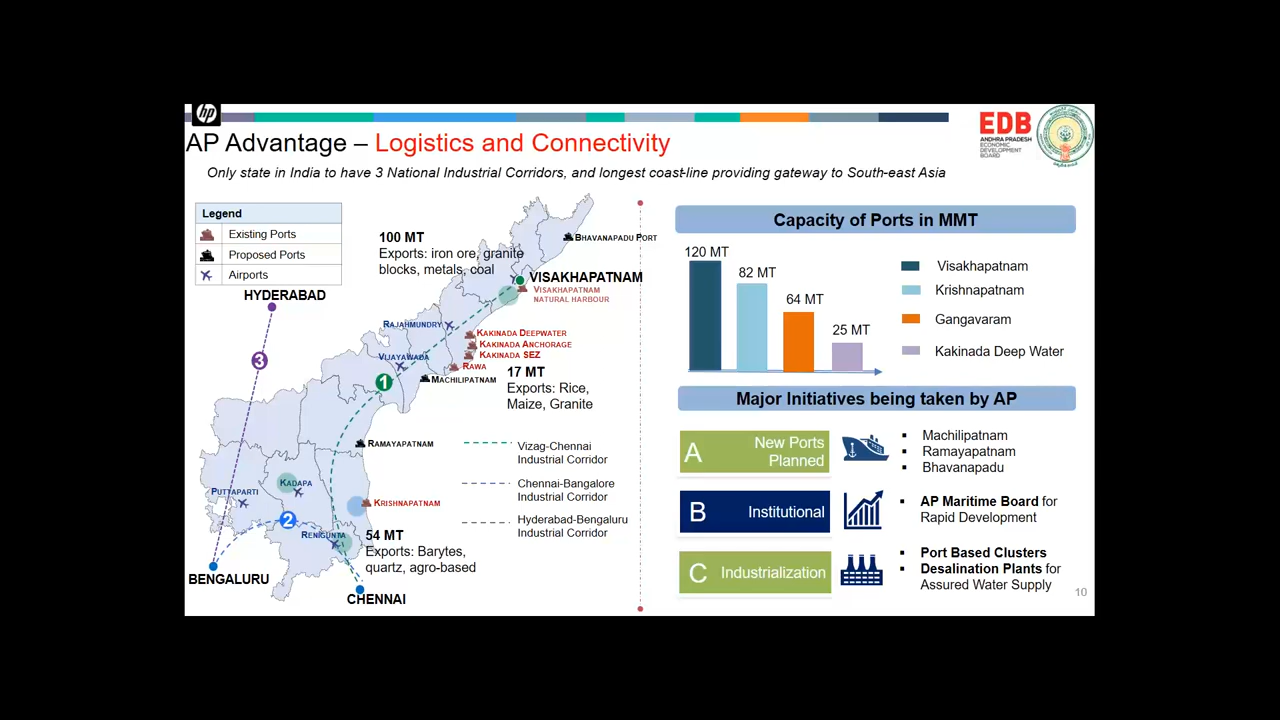 hp
AP Advantage – Logistics and Connectivity
EDB
ANDHRA PRADESH
ECONOMIC
DEVELOPMENT
BOARD
Only state in India to have 3 National Industrial Corridors, and longest coast-line providing gateway to South-east Asia
Legend
Existing Ports
Proposed Ports
Airports
100 MT
Exports: iron ore, granite
blocks, metals, coal
BHAVANAPADU PORT
VISAKHAPATNAM
VISAKHAPATNAM
NATURAL HARBOUR
HYDERABAD
RAJAHMUNDRY
KAKINADA DEEPWATER
KAKINADA ANCHORAGE
KAKINADA SEZ
VIJAYAWADA
RAWA
3
1
MACHILIPATNAM
17 MT
Exports: Rice,
Maize, Granite
RAMAYAPATNAM
Vizag-Chennai
Industrial Corridor
Chennai-Bangalore
Industrial Corridor
Hyderabad-Bengaluru
Industrial Corridor
PUTTAPARTI
KADAPA
KRISHNAPATNAM
2
RENIGUNTA
54 MT
Exports: Barytes,
quartz, agro-based
BENGALURU
CHENNAI
Capacity of Ports in MMT
120 MT
82 MT
64 MT
25 MT
Visakhapatnam
Krishnapatnam
Gangavaram
Kakinada Deep Water
Major Initiatives being taken by AP
A
New Ports
Planned
▪ Machilipatnam
▪ Ramayapatnam
▪ Bhavanapadu
B
Institutional
▪ AP Maritime Board for
Rapid Development
C
Industrialization
▪ Port Based Clusters
▪ Desalination Plants for
Assured Water Supply
10